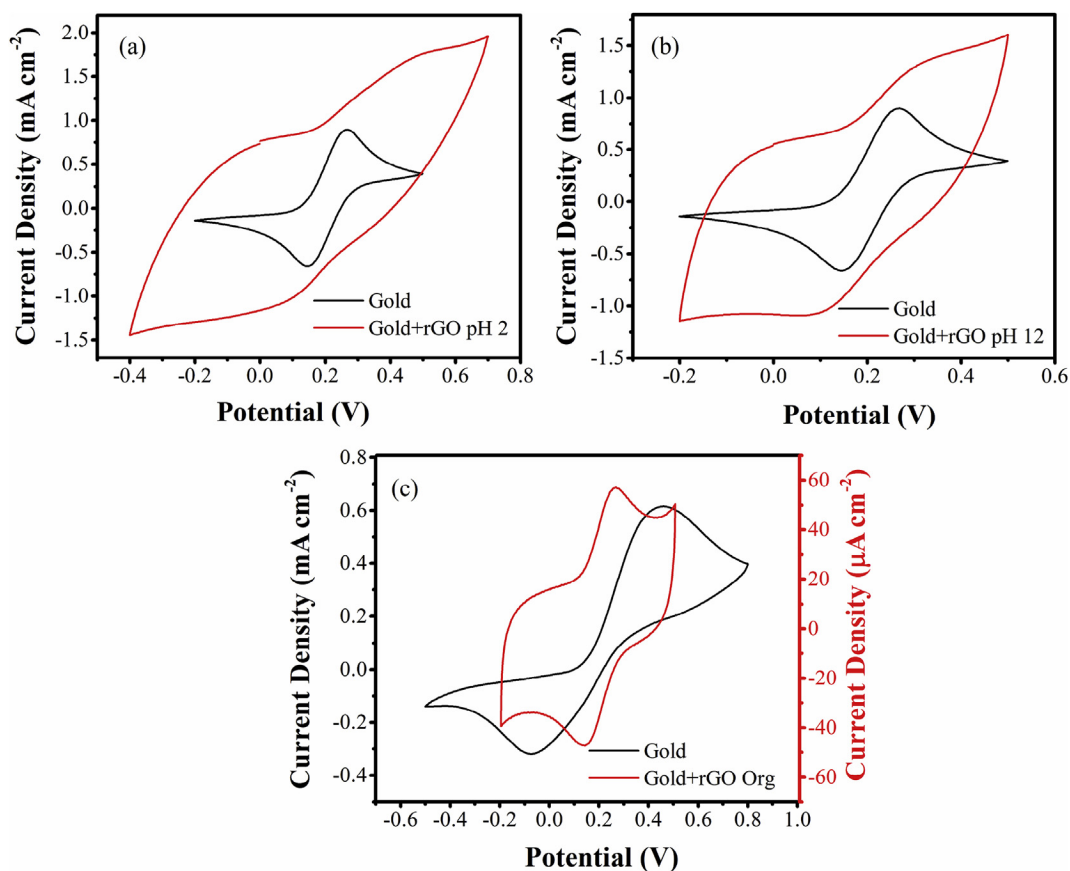 (a)
Current Density (mA cm-2)
2.0
1.5
1.0
0.5
0.0
-0.5
-1.0
-1.5
Gold
Gold+rGO pH 2
-0.4 -0.2 0.0 0.2 0.4 0.6 0.8
Potential (V)
(b)
Current Density (mA cm-2)
1.5
1.0
0.5
0.0
-0.5
-1.0
-1.5
Gold
Gold+rGO pH 12
-0.2 0.0 0.2 0.4 0.6
Potential (V)
(c)
Current Density (mA cm-2)
0.8
0.6
0.4
0.2
0.0
-0.2
-0.4
Gold
Gold+rGO Org
60
40
20
0
-20
-40
-60
Current Density (µA cm-2)
-0.6 -0.4 -0.2 0.0 0.2 0.4 0.6 0.8 1.0
Potential (V)